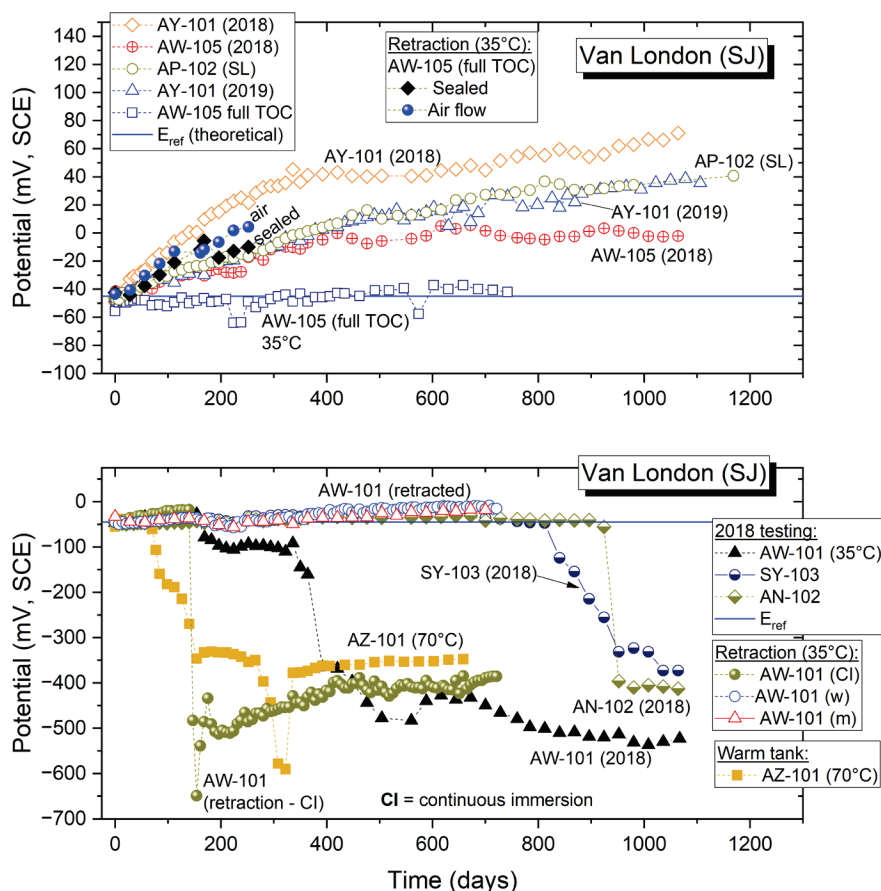 AY-101 (2018)
AW-105 (2018)
AP-102 (SL)
AY-101 (2019)
AW-105 full TOC
E_ref (theoretical)
Retraction (35°C):
AW-105 (full TOC)
Sealed
Air flow
Van London (SJ)
140
120
100
80
60
40
20
0
−20
−40
−60
−80
−100
Potential (mV, SCE)
AY-101 (2018)
AP-102 (SL)
air
sealed
AY-101 (2019)
AW-105
(2018)
AW-105 (full TOC)
35°C
0 200 400 600 800 1000 1200
Van London (SJ)
0
−100
−200
−300
−400
−500
−600
−700
Potential (mV, SCE)
AW-101 (retracted)
SY-103 (2018)
AZ-101 (70°C)
AN-102 (2018)
AW-101 (2018)
AW-101
(retraction - CI)
CI = continuous immersion
2018 testing:
AW-101 (35°C)
SY-103
AN-102
E_ref
Retraction (35°C):
AW-101 (CI)
AW-101 (w)
AW-101 (m)
Warm tank:
AZ-101 (70°C)
0 200 400 600 800 1000 1200
Time (days)